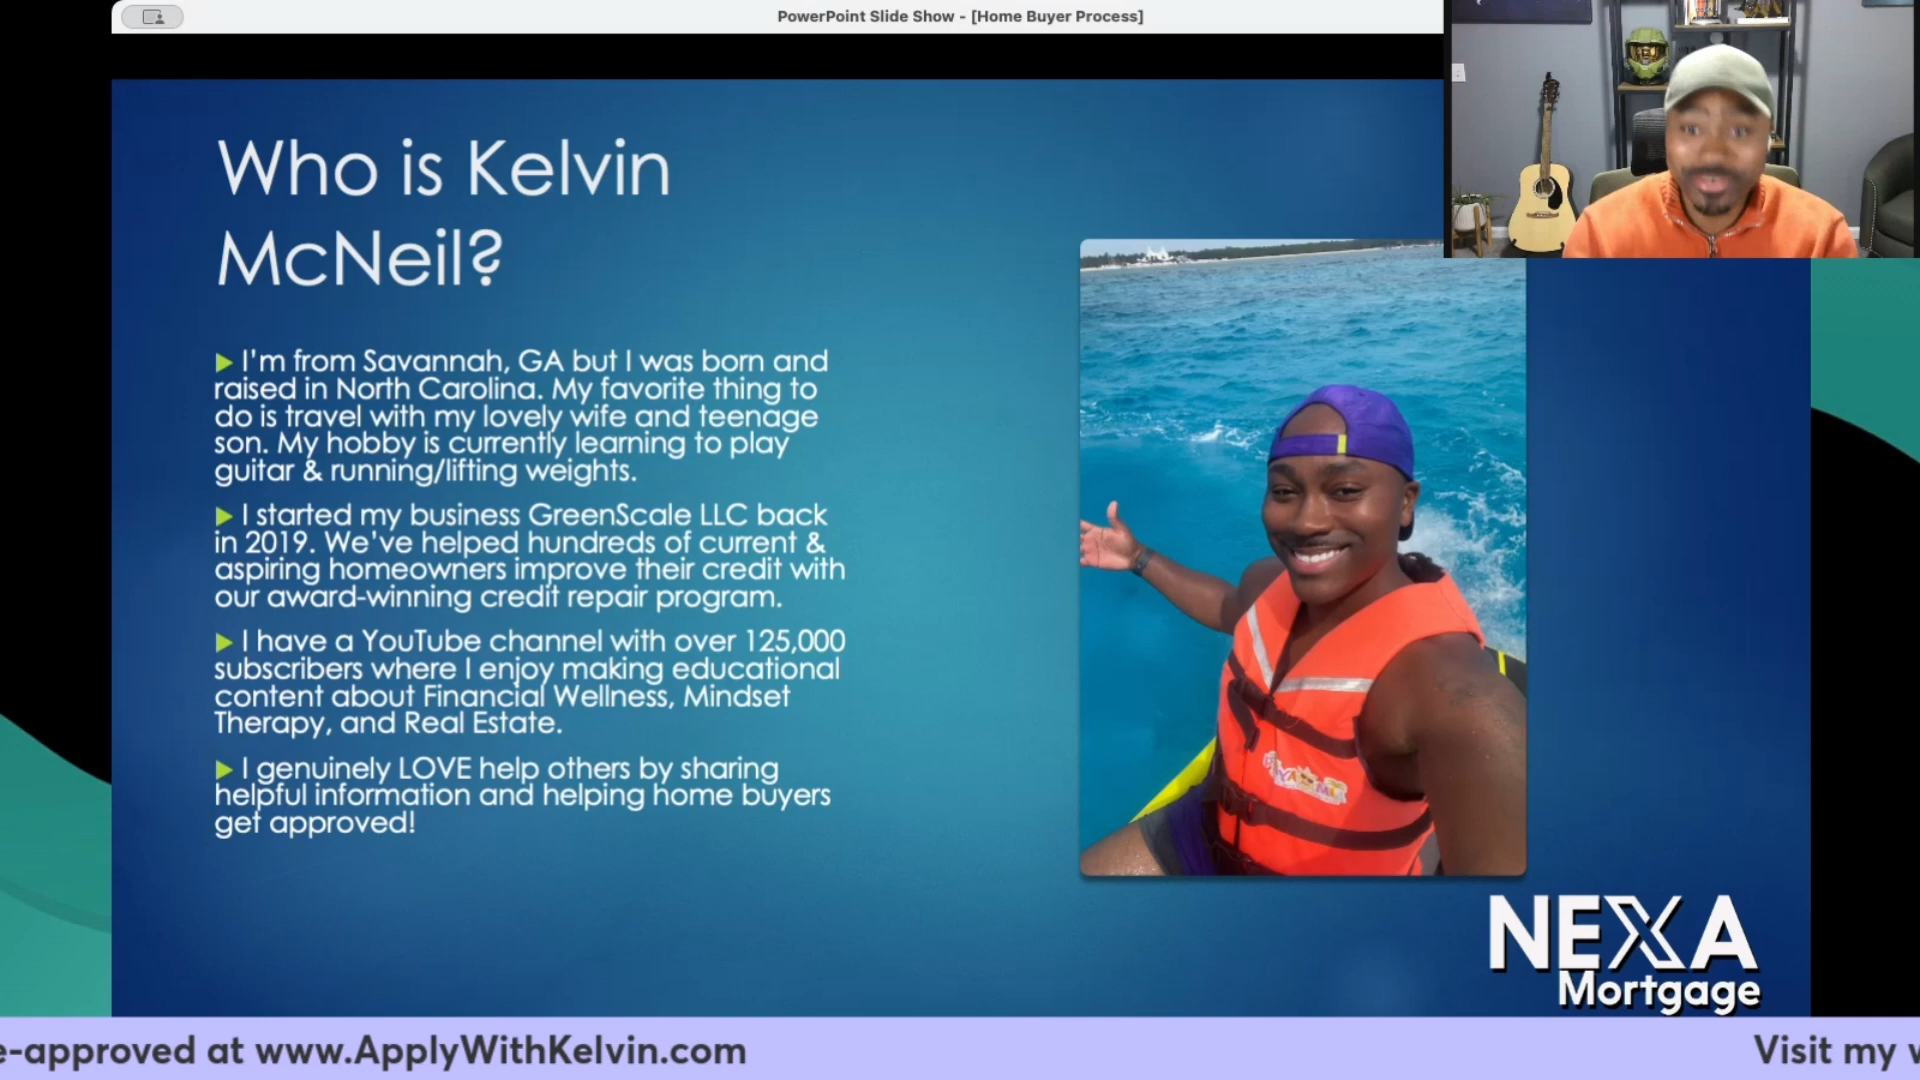 PowerPoint Slide Show - [Home Buyer Process]
Who is Kelvin
McNeil?
I'm from Savannah, GA but I was born and
raised in North Carolina. My favorite thing to
do is travel with my lovely wife and teenage
son. My hobby is currently learning to play
guitar & running/lifting weights.
I started my business GreenScale LLC back
in 2019. We've helped hundreds of current &
aspiring homeowners improve their credit with
our award-winning credit repair program.
I have a YouTube channel with over 125,000
subscribers where I enjoy making educational
content about Financial Wellness, Mindset
Therapy, and Real Estate.
I genuinely LOVE help others by sharing
helpful information and helping home buyers
get approved!
NEXA
Mortgage
e-approved at www.ApplyWithKelvin.com
Visit my